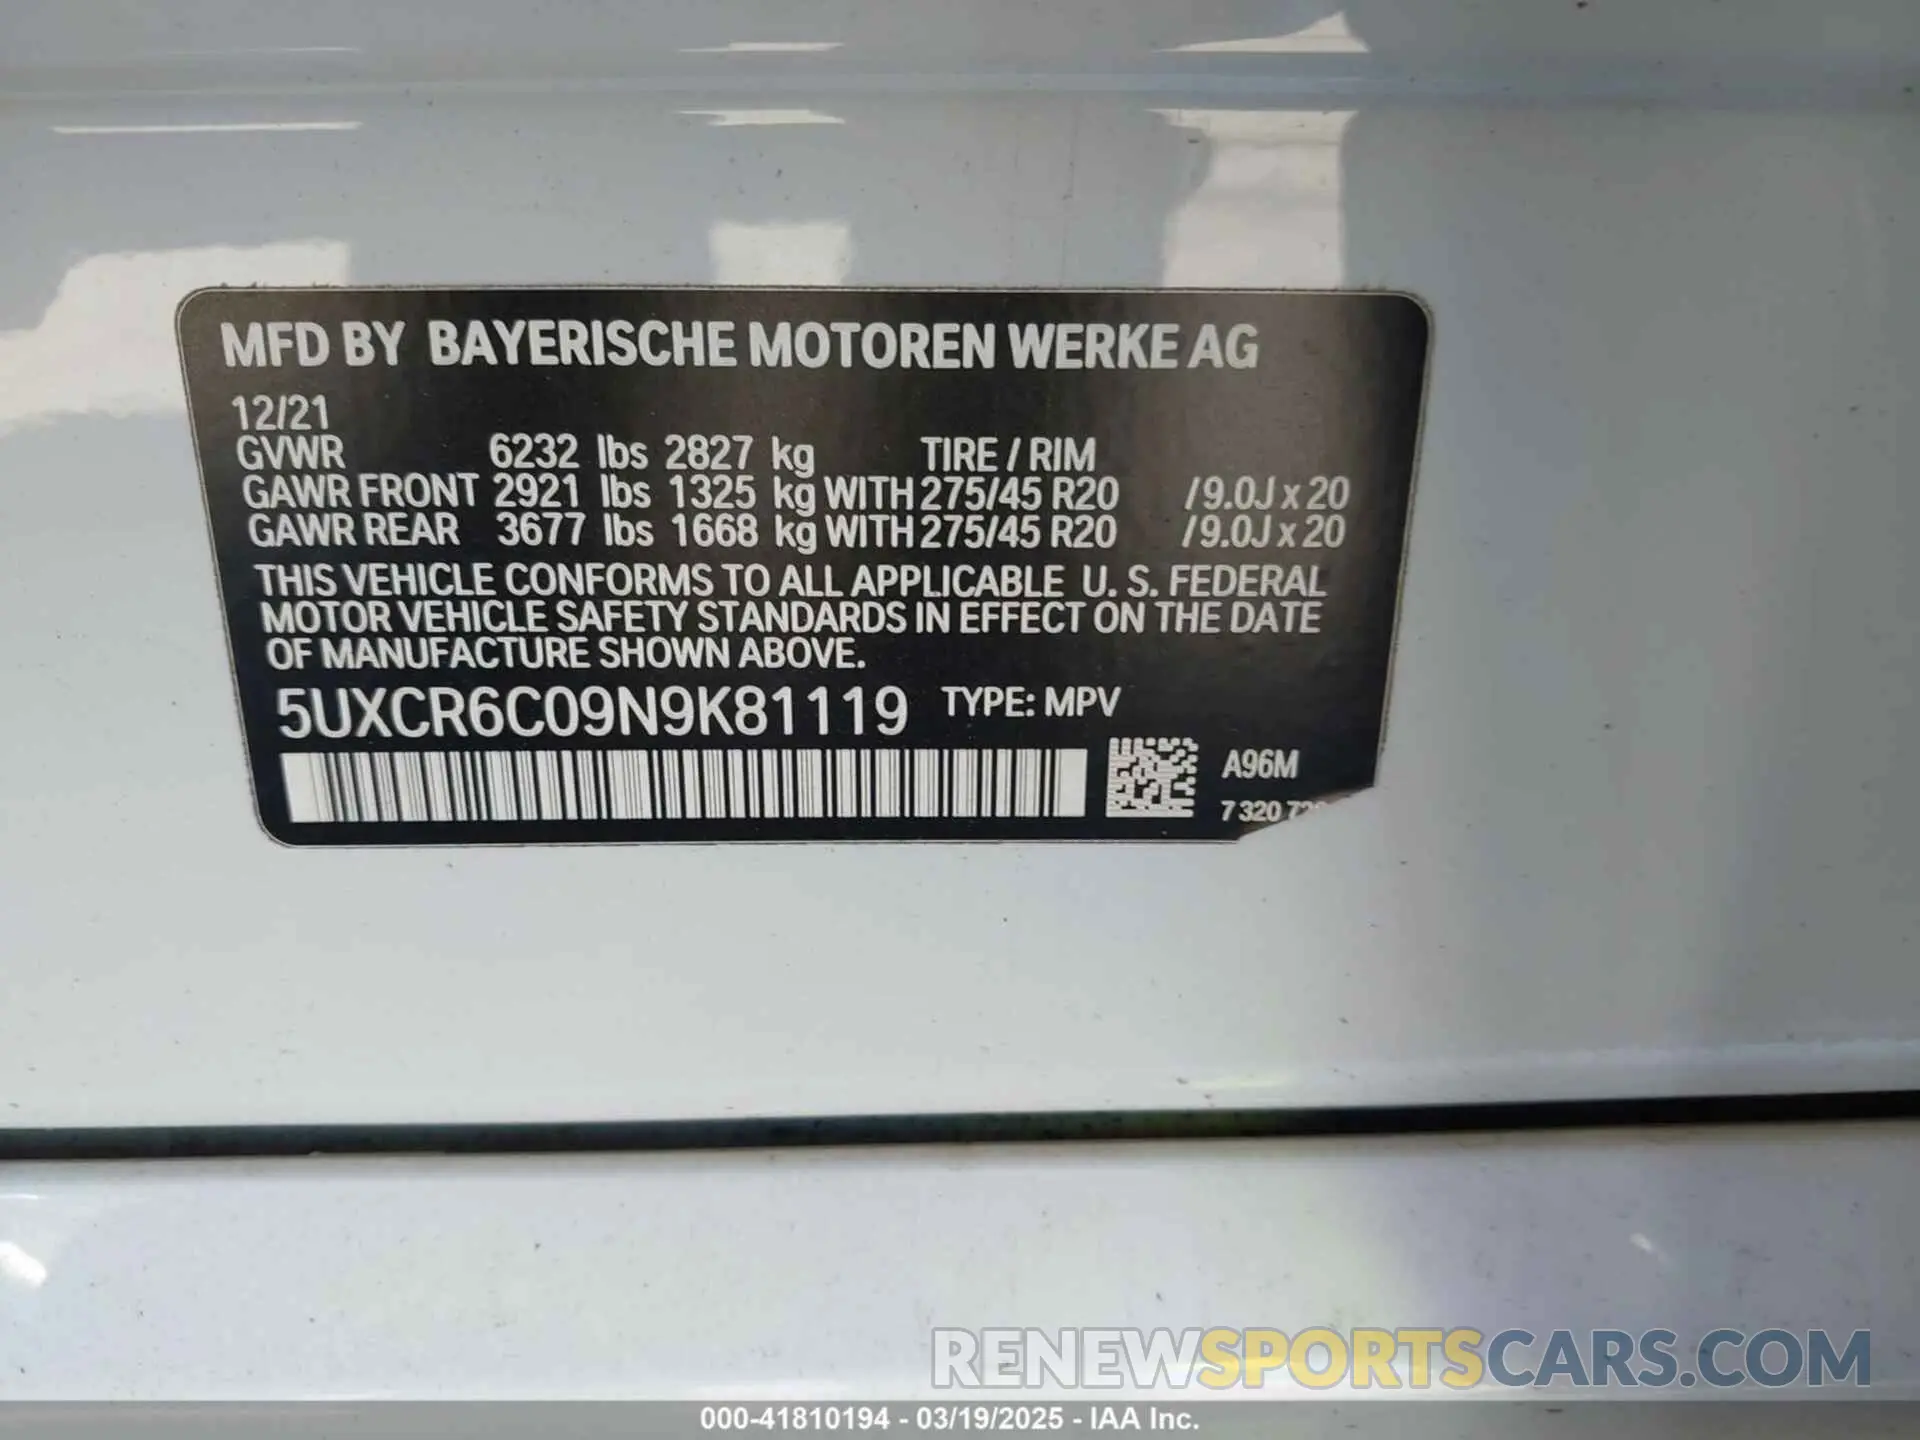 MFD BY BAYERISCHE MOTOREN WERKE AG
12/21
GVWR 6232 lbs 2827 kg TIRE / RIM
GAWR FRONT 2921 lbs 1325 kg WITH 275/45 R20 /9.0J x 20
GAWR REAR 3677 lbs 1668 kg WITH 275/45 R20 /9.0J x 20
THIS VEHICLE CONFORMS TO ALL APPLICABLE U. S. FEDERAL
MOTOR VEHICLE SAFETY STANDARDS IN EFFECT ON THE DATE
OF MANUFACTURE SHOWN ABOVE.
5UXCR6C09N9K81119 TYPE: MPV
A96M
7 320
RENEWSPORTSCARS.COM
000-41810194 - 03/19/2025 - IAA Inc.